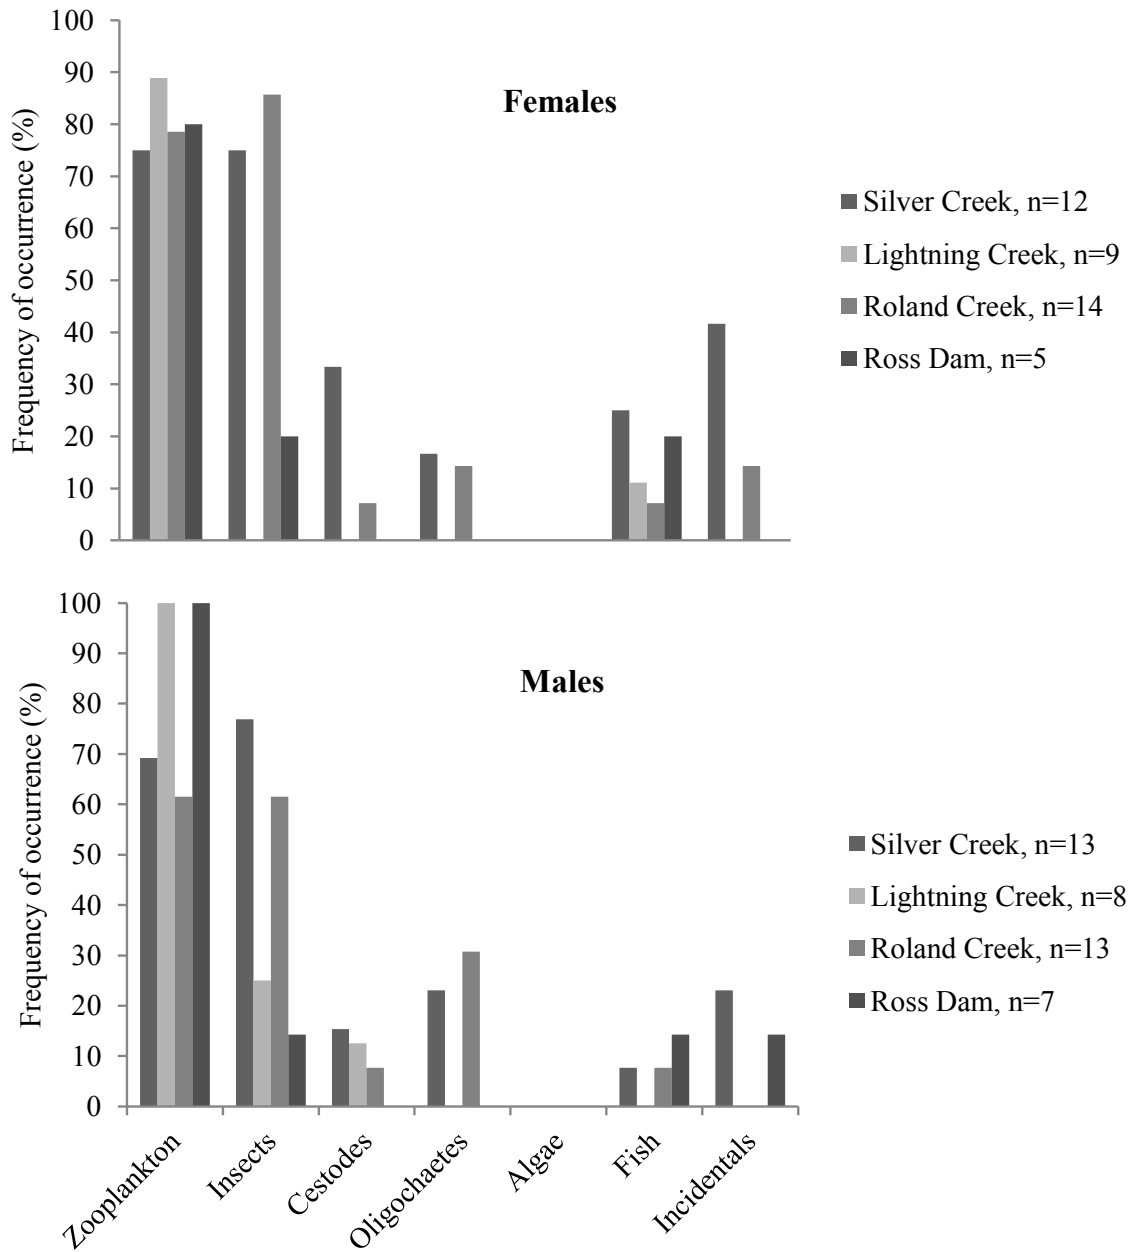 100
90
80
70
60
50
40
30
20
10
0
Frequency of occurrence (%)
Females
Silver Creek, n=12
Lightning Creek, n=9
Roland Creek, n=14
Ross Dam, n=5
100
90
80
70
60
50
40
30
20
10
0
Frequency of occurrence (%)
Males
Silver Creek, n=13
Lightning Creek, n=8
Roland Creek, n=13
Ross Dam, n=7
Zooplankton
Insects
Cestodes
Oligochaetes
Algae
Fish
Incidentals